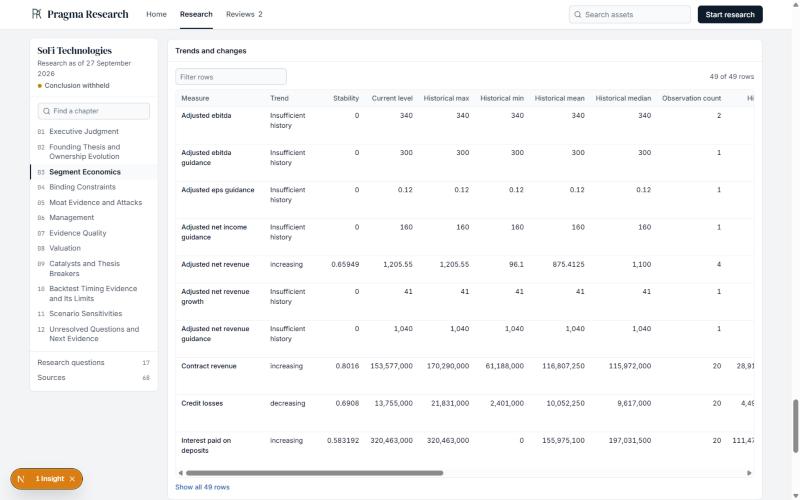 Pragma Research Home Research Reviews 2 Search assets Start research
SoFi Technologies
Research as of 27 September
2026
Conclusion withheld
Find a chapter
01 Executive Judgment
02 Founding Thesis and
Ownership Evolution
03 Segment Economics
04 Binding Constraints
05 Moat Evidence and Attacks
06 Management
07 Evidence Quality
08 Valuation
09 Catalysts and Thesis
Breakers
10 Backtest Timing Evidence
and Its Limits
11 Scenario Sensitivities
12 Unresolved Questions and
Next Evidence
Research questions 17
Sources 68
Trends and changes
Filter rows 49 of 49 rows
Measure Trend Stability Current level Historical max Historical min Historical mean Historical median Observation count Hi
Adjusted ebitda Insufficient 0 340 340 340 340 340 2
history
Adjusted ebitda Insufficient 0 300 300 300 300 300 1
guidance history
Adjusted eps guidance Insufficient 0 0.12 0.12 0.12 0.12 0.12 1
history
Adjusted net income Insufficient 0 160 160 160 160 160 1
guidance history
Adjusted net revenue increasing 0.65949 1,205.55 1,205.55 96.1 875.4125 1,100 4
Adjusted net revenue Insufficient 0 41 41 41 41 41 1
growth history
Adjusted net revenue Insufficient 0 1,040 1,040 1,040 1,040 1,040 1
guidance history
Contract revenue increasing 0.8016 153,577,000 170,290,000 61,188,000 116,807,250 115,972,000 20 28,91
Credit losses decreasing 0.6908 13,755,000 21,831,000 2,401,000 10,052,250 9,617,000 20 4,49
Interest paid on increasing 0.583192 320,463,000 320,463,000 0 155,975,100 197,031,500 20 111,47
deposits
Show all 49 rows
N 1 Insight ×